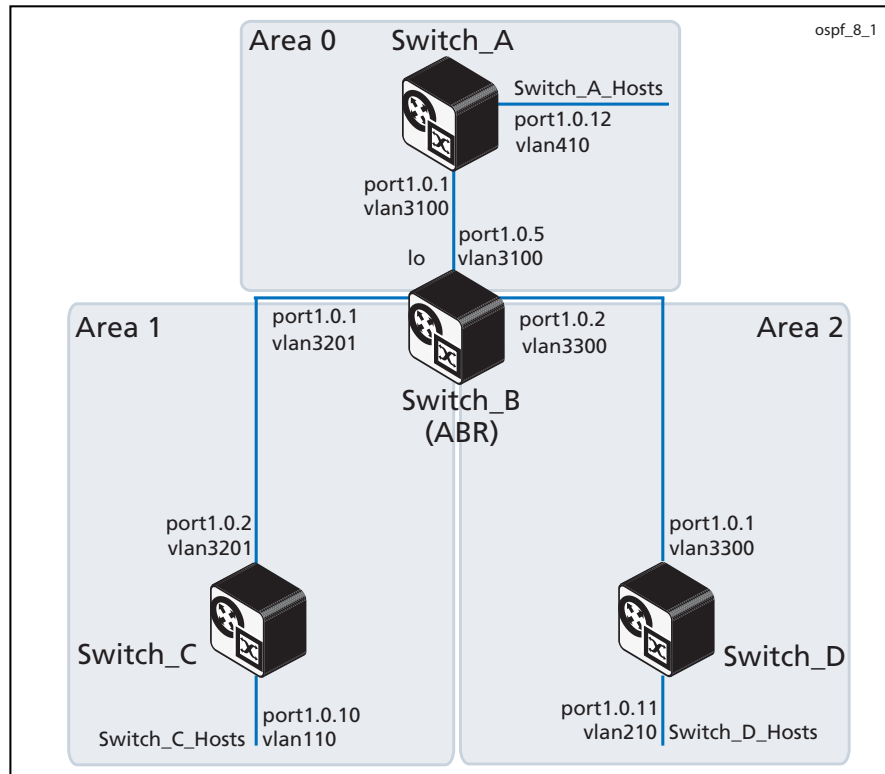 ospf_8_1
Area 0
Switch_A
Switch_A_Hosts
port1.0.12
vlan410
port1.0.1
vlan3100
port1.0.5
vlan3100
lo
Area 1
port1.0.1
vlan3201
port1.0.2
vlan3300
Area 2
Switch_B
(ABR)
port1.0.2
vlan3201
port1.0.1
vlan3300
Switch_C
Switch_D
port1.0.10
vlan110
Switch_C_Hosts
port1.0.11
vlan210
Switch_D_Hosts